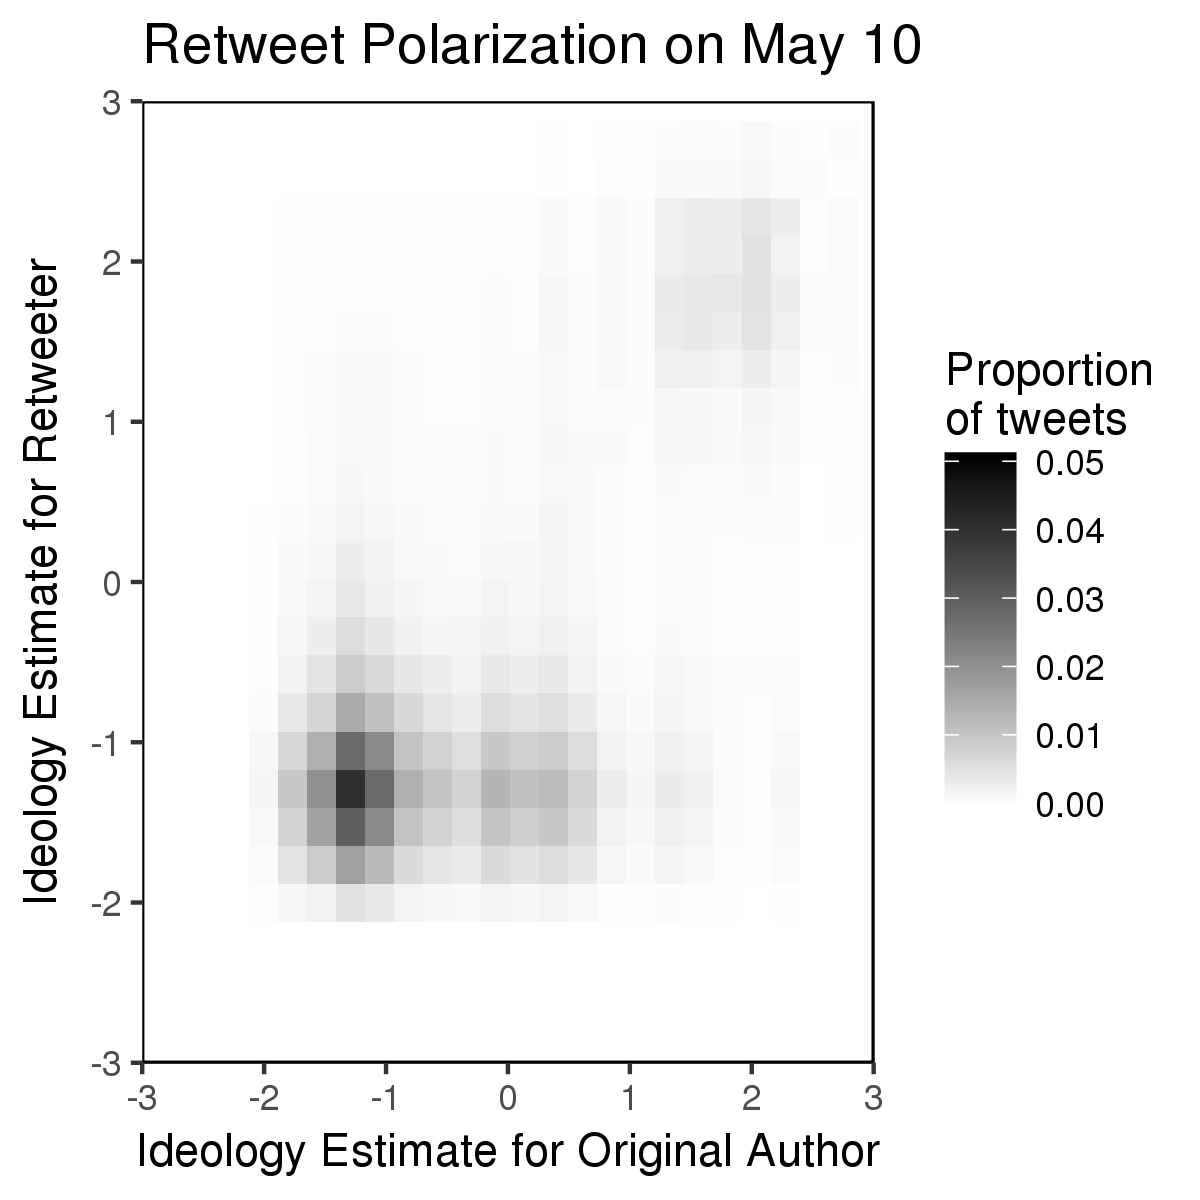 Retweet Polarization on May 10
Ideology Estimate for Retweeter
3
2
1
0
-1
-2
-3
-3 -2 -1 0 1 2 3
Ideology Estimate for Original Author
Proportion
of tweets
0.05
0.04
0.03
0.02
0.01
0.00